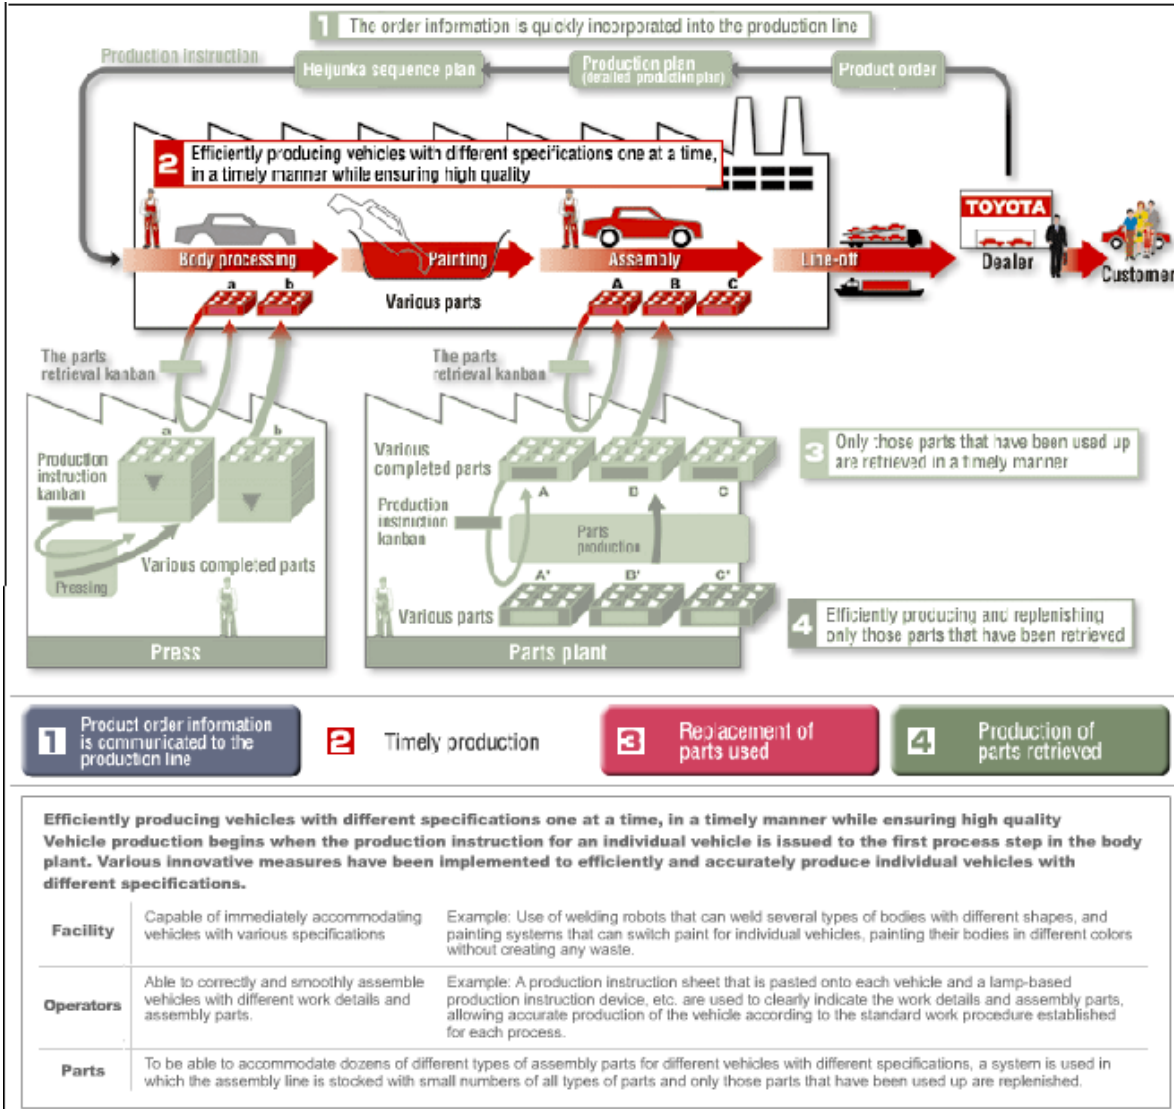 1 The order information is quickly incorporated into the production line
Production instruction
Heijunka sequence plan
Production plan
(detailed production plan)
Product order
2 Efficiently producing vehicles with different specifications one at a time,
in a timely manner while ensuring high quality
TOYOTA
Body processing
Painting
Assembly
Line-off
Dealer
Customer
a
b
Various parts
A
B
C
The parts
retrieval kanban
The parts
retrieval kanban
a
b
Production
instruction
kanban
Pressing
Various completed parts
Press
Various
completed parts
A
B
C
Production
instruction
kanban
Parts
production
A'
B'
C'
Various parts
Parts plant
3 Only those parts that have been used up
are retrieved in a timely manner
4 Efficiently producing and replenishing
only those parts that have been retrieved
1 Product order information
is communicated to the
production line
2 Timely production
3 Replacement of
parts used
4 Production of
parts retrieved
Efficiently producing vehicles with different specifications one at a time, in a timely manner while ensuring high quality
Vehicle production begins when the production instruction for an individual vehicle is issued to the first process step in the body
plant. Various innovative measures have been implemented to efficiently and accurately produce individual vehicles with
different specifications.
Facility
Capable of immediately accommodating
vehicles with various specifications
Example: Use of welding robots that can weld several types of bodies with different shapes, and
painting systems that can switch paint for individual vehicles, painting their bodies in different colors
without creating any waste.
Operators
Able to correctly and smoothly assemble
vehicles with different work details and
assembly parts.
Example: A production instruction sheet that is pasted onto each vehicle and a lamp-based
production instruction device, etc. are used to clearly indicate the work details and assembly parts,
allowing accurate production of the vehicle according to the standard work procedure established
for each process.
Parts
To be able to accommodate dozens of different types of assembly parts for different vehicles with different specifications, a system is used in
which the assembly line is stocked with small numbers of all types of parts and only those parts that have been used up are replenished.